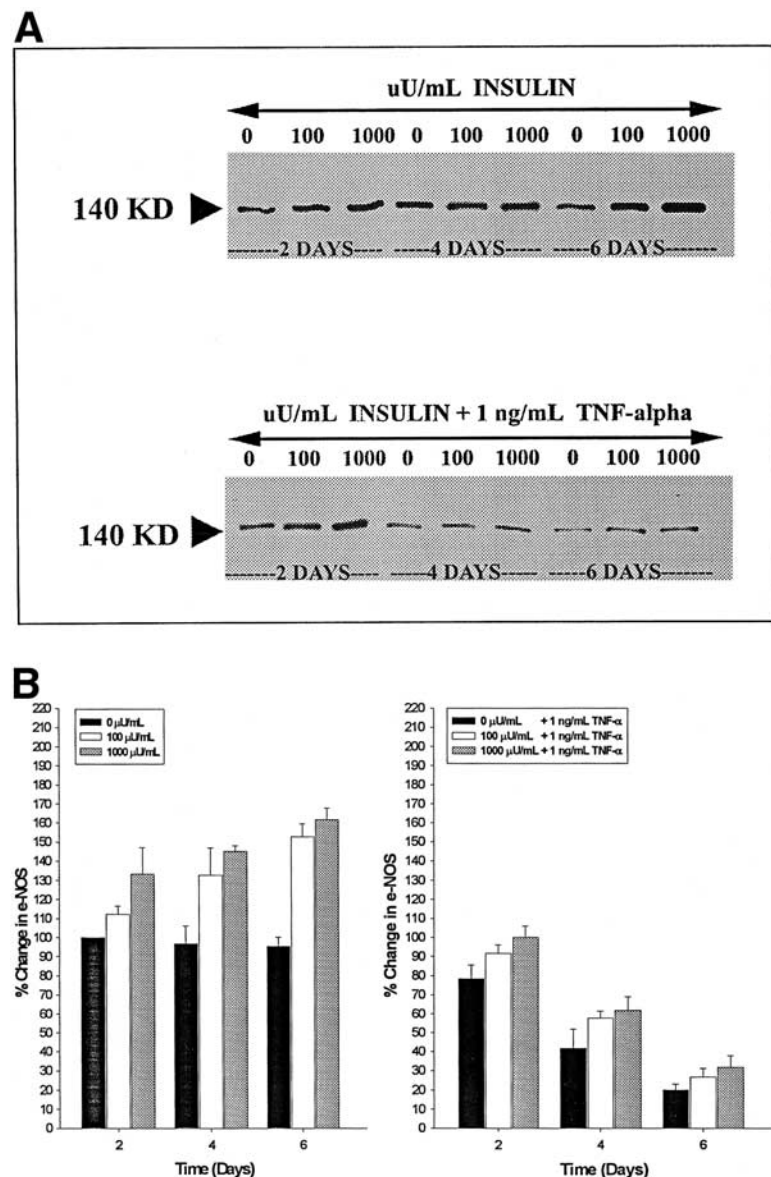 A
uU/mL INSULIN
0 100 1000 0 100 1000 0 100 1000
140 KD
-------2 DAYS---- -----4 DAYS----- -----6 DAYS-------
uU/mL INSULIN + 1 ng/mL TNF-alpha
0 100 1000 0 100 1000 0 100 1000
140 KD
-------2 DAYS---- -----4 DAYS----- -----6 DAYS-------
B
0 µU/mL
100 µU/mL
1000 µU/mL
220
210
200
190
180
170
160
150
140
130
120
110
100
90
80
70
60
50
40
30
20
10
0
% Change in e-NOS
2 4 6
Time (Days)
0 µU/mL + 1 ng/mL TNF-α
100 µU/mL + 1 ng/mL TNF-α
1000 µU/mL + 1 ng/mL TNF-α
220
210
200
190
180
170
160
150
140
130
120
110
100
90
80
70
60
50
40
30
20
10
0
% Change in e-NOS
2 4 6
Time (Days)